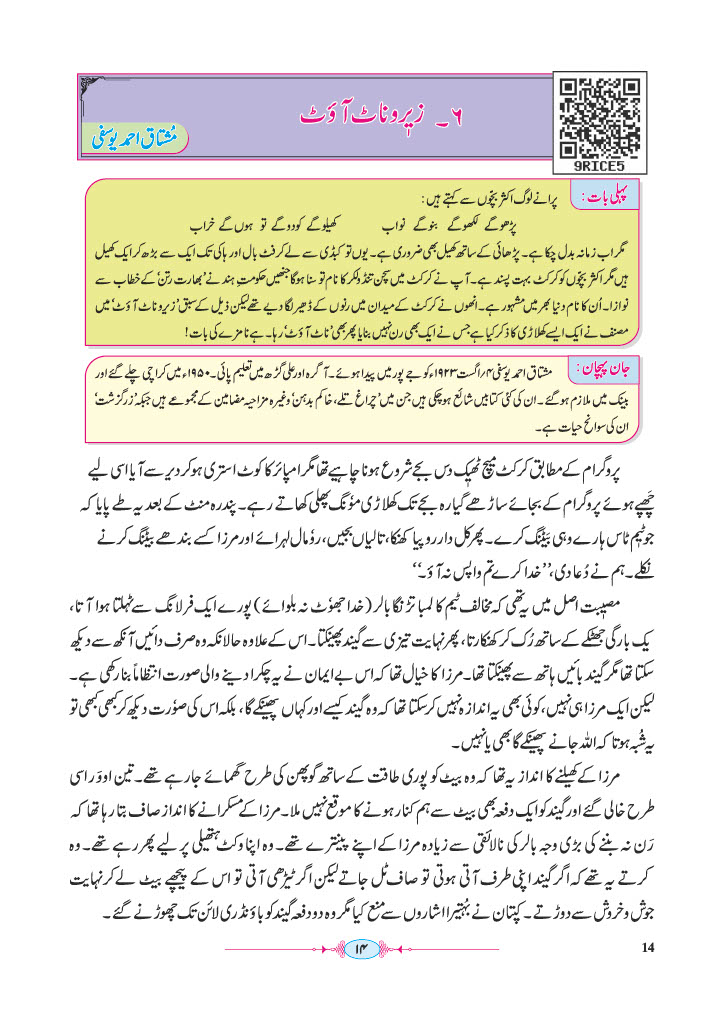 ۶۔ زیرو ناٹ آؤٹ
مُشتاق احمد یوسفی
9RICE5
پہلی بات : پرانے لوگ اکثر بچّوں سے کہتے ہیں :
پڑھوگے لکھوگے بنوگے نواب کھیلوگے کودوگے تو ہوں گے خراب
مگر اب زمانہ بدل چکا ہے۔ پڑھائی کے ساتھ کھیل بھی ضروری ہے۔ یوں تو کبڈی سے لے کر فٹ بال اور ہاکی تک ایک سے بڑھ کر ایک کھیل
ہیں مگر اکثر بچّوں کو کرکٹ بہت پسند ہے۔ آپ نے کرکٹ میں سچن تنڈولکر کا نام تو سنا ہوگا جنھیں حکومتِ ہند نے ’بھارت رتن‘ کے خطاب سے
نوازا۔ اُن کا نام دنیا بھر میں مشہور ہے۔ انھوں نے کرکٹ کے میدان میں رنوں کے ڈھیر لگا دیے تھے لیکن ذیل کے سبق ’زیرو ناٹ آؤٹ‘ میں
مصنف نے ایک ایسے کھلاڑی کا ذکر کیا ہے جس نے ایک بھی رن نہیں بنایا پھر بھی ’ناٹ آؤٹ‘ رہا۔ ہے نا مزے کی بات!
جان پہچان : مشتاق احمد یوسفی ۴؍اگست ۱۹۲۳ء کو جے پور میں پیدا ہوئے۔ آگرہ اور علی گڑھ میں تعلیم پائی۔ ۱۹۵۰ء میں کراچی چلے گئے اور
بینک میں ملازم ہوگئے۔ ان کی کئی کتابیں شائع ہوچکی ہیں جن میں ’چراغ تلے، خاکم بدہن‘ وغیرہ مزاحیہ مضامین کے مجموعے ہیں جبکہ ’زرگزشت‘
ان کی سوانحِ حیات ہے۔
پروگرام کے مطابق کرکٹ میچ ٹھیک دس بجے شروع ہونا چاہیے تھا مگر امپائر کا کوٹ استری ہوکر دیر سے آیا اسی لیے
چھپے ہوئے پروگرام کے بجائے ساڑھے گیارہ بجے تک کھلاڑی مونگ پھلی کھاتے رہے۔ پندرہ منٹ کے بعد یہ طے پایا کہ
جو ٹیم ٹاس ہارے وہی بیٹنگ کرے۔ پھر کل دار روپیا کھنکا، تالیاں بجیں، رؤمال لہرائے اور مرزا کسے بندھے بیٹنگ کرنے
نکلے۔ ہم نے دُعا دی، ’’خدا کرے تم واپس نہ آؤ۔‘‘
مصیبت اصل میں یہ تھی کہ مخالف ٹیم کا لمبا تڑنگا بالر (خدا جھوٗٹ نہ بلوائے) پورے ایک فرلانگ سے ٹہلتا ہوا آتا،
یک بارگی جھٹکے کے ساتھ رُک کر کھنکارتا، پھر نہایت تیزی سے گیند پھینکتا۔ اس کے علاوہ حالانکہ وہ صرف دائیں آنکھ سے دیکھ
سکتا تھا مگر گیند بائیں ہاتھ سے پھینکتا تھا۔ مرزا کا خیال تھا کہ اس بے ایمان نے یہ چکرا دینے والی صورت انتظاماً بنا رکھی ہے۔
لیکن ایک مرزا ہی نہیں، کوئی بھی یہ اندازہ نہیں کرسکتا تھا کہ وہ گیند کیسے اور کہاں پھینکے گا، بلکہ اس کی صوٗرت دیکھ کر کبھی کبھی تو
یہ شُبہ ہوتا کہ اللہ جانے پھینکے گا بھی یا نہیں۔
مرزا کے کھیلنے کا انداز یہ تھا کہ وہ بیٹ کو پوری طاقت کے ساتھ گوپھن کی طرح گھمائے جارہے تھے۔ تین اوور اسی
طرح خالی گئے اور گیند کو ایک دفعہ بھی بیٹ سے ہم کنار ہونے کا موقع نہیں ملا۔ مرزا کے مسکرانے کا انداز صاف بتا رہا تھا کہ
رَن نہ بننے کی بڑی وجہ بالر کی نالائقی سے زیادہ مرزا کے اپنے پینترے تھے۔ وہ اپنا وکٹ ہتھیلی پر لیے پھر رہے تھے۔ وہ
کرتے یہ تھے کہ اگر گیند اپنی طرف آتی ہوتی تو صاف ٹل جاتے لیکن اگر ٹیڑھی آتی تو اس کے پیچھے بیٹ لے کر نہایت
جوش و خروش سے دوڑتے۔ کپتان نے بُہتیرا اشاروں سے منع کیا مگر وہ دو دفعہ گیند کو باؤنڈری لائن تک چھوڑنے گئے۔
۱۴
14